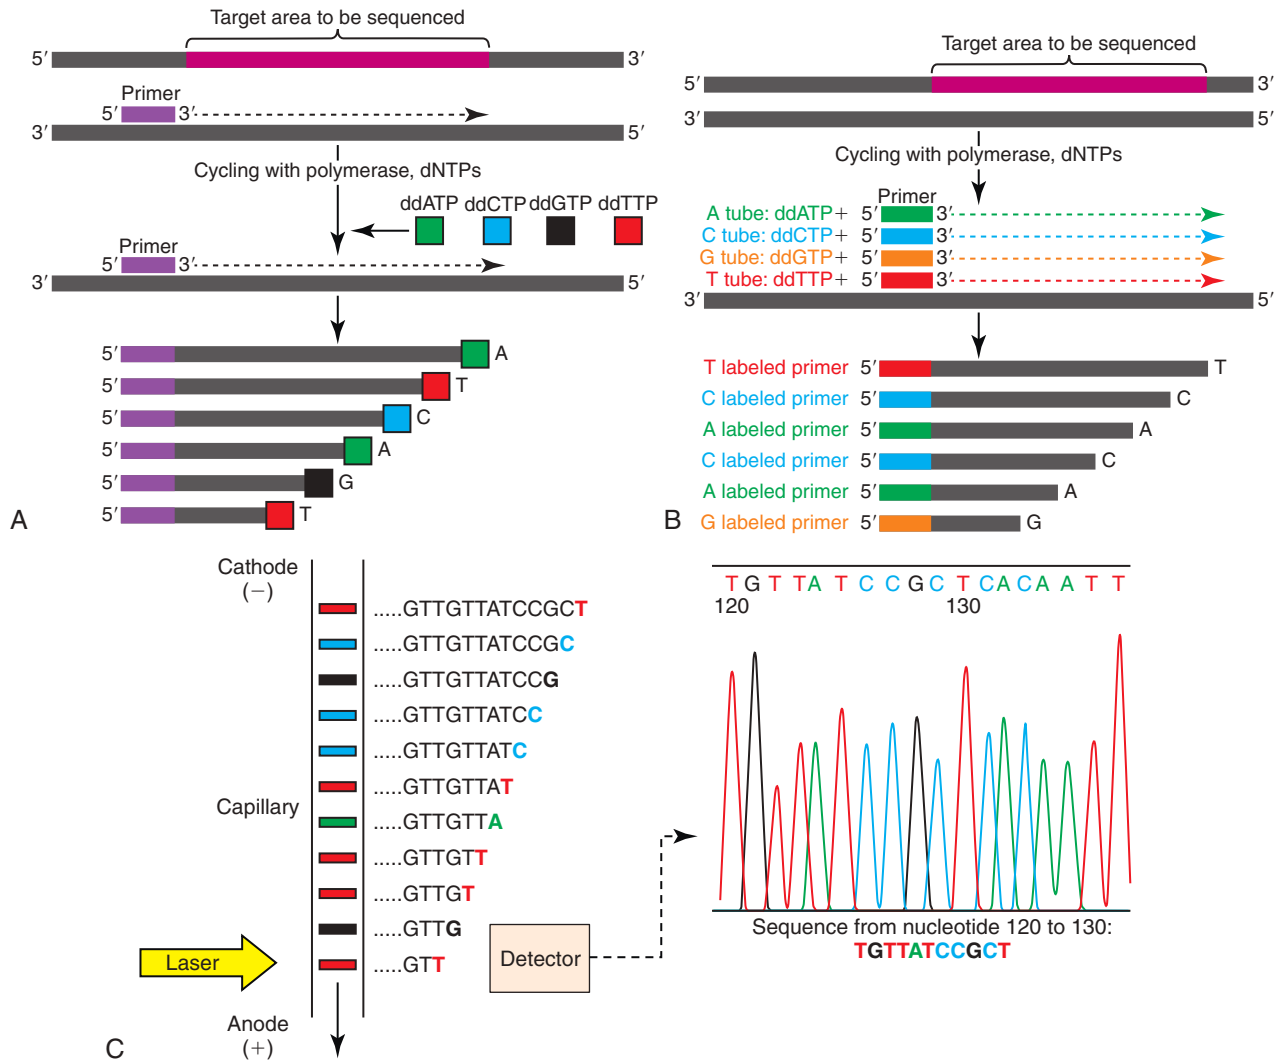 Target area to be sequenced
5′ 3′
Primer
5′ 3′
3′ 5′
Cycling with polymerase, dNTPs
ddATP ddCTP ddGTP ddTTP
Primer
5′ 3′
3′ 5′
5′ A
5′ T
5′ C
5′ A
5′ G
5′ T
A
Target area to be sequenced
5′ 3′
3′ 5′
Cycling with polymerase, dNTPs
Primer
A tube: ddATP+ 5′ 3′
C tube: ddCTP+ 5′ 3′
G tube: ddGTP+ 5′ 3′
T tube: ddTTP+ 5′ 3′
3′ 5′
T labeled primer 5′ T
C labeled primer 5′ C
A labeled primer 5′ A
C labeled primer 5′ C
A labeled primer 5′ A
G labeled primer 5′ G
B
Cathode
(−)
.....GTTGTTATCCGCT
.....GTTGTTATCCGC
.....GTTGTTATCCG
.....GTTGTTATCC
.....GTTGTTATC
.....GTTGTTAT
Capillary
.....GTTGTTA
.....GTTGTT
.....GTTGT
.....GTTG
.....GTT
Laser
Detector
Anode
(+)
C
T G T T A T C C G C T C A C A A T T
120 130
Sequence from nucleotide 120 to 130:
TGTTATCCGCT